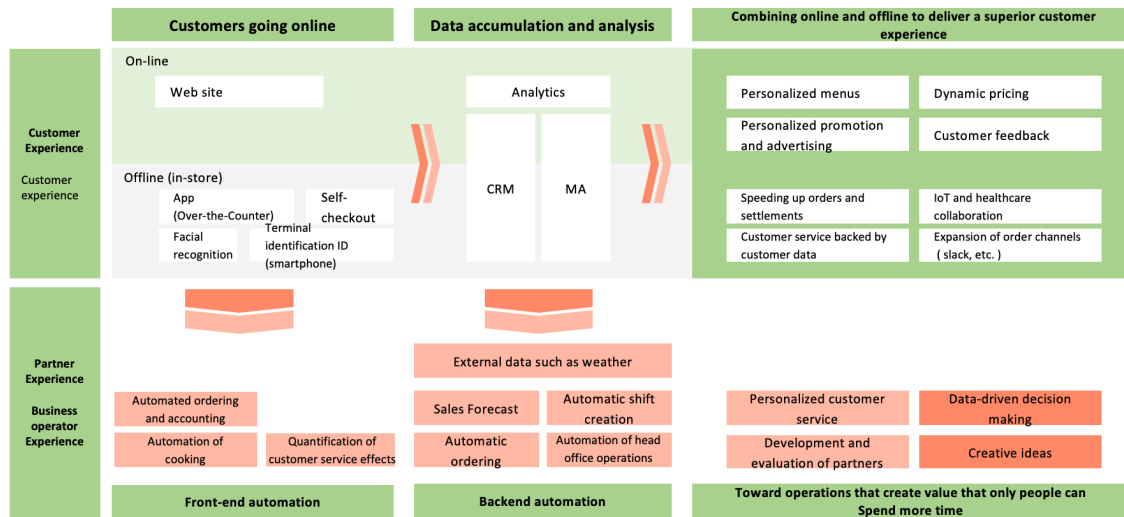 Customers going online
Data accumulation and analysis
Combining online and offline to deliver a superior customer
experience
Customer
Experience
Customer
experience
On-line
Web site
Offline (in-store)
App
(Over-the-Counter)
Self-
checkout
Facial
recognition
Terminal
identification ID
(smartphone)
Analytics
CRM
MA
Personalized menus
Dynamic pricing
Personalized promotion
and advertising
Customer feedback
Speeding up orders and
settlements
IoT and healthcare
collaboration
Customer service backed by
customer data
Expansion of order channels
( slack, etc. )
Partner
Experience
Business
operator
Experience
Automated ordering
and accounting
Automation of
cooking
Quantification of
customer service effects
External data such as weather
Sales Forecast
Automatic shift
creation
Automatic
ordering
Automation of head
office operations
Personalized customer
service
Data-driven decision
making
Development and
evaluation of partners
Creative ideas
Front-end automation
Backend automation
Toward operations that create value that only people can
Spend more time